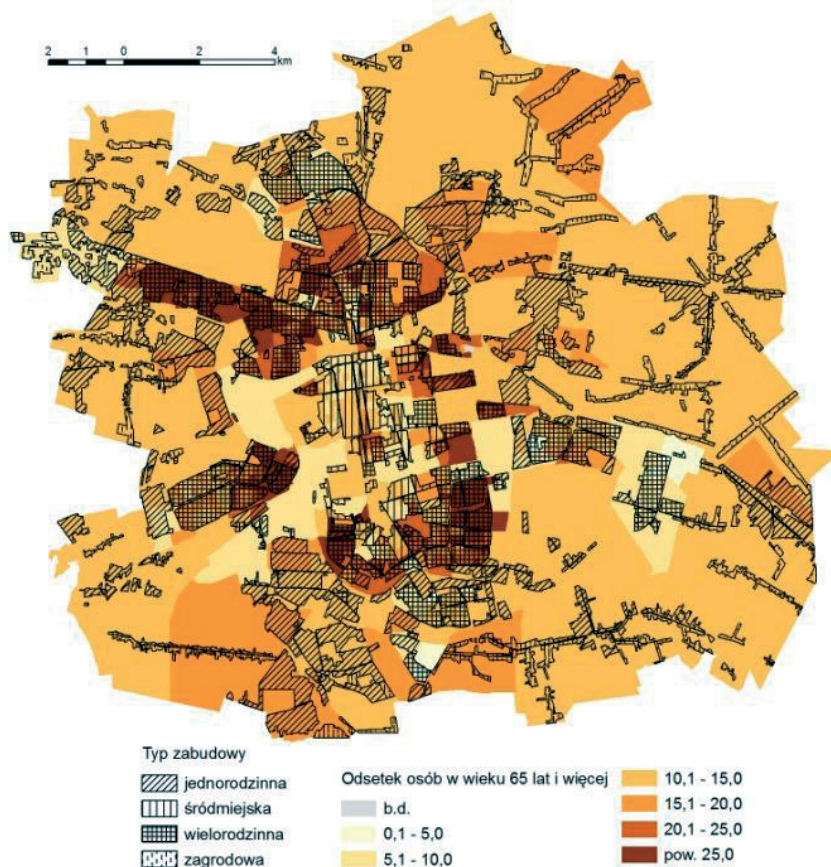 2 1 0 2 4
km
Typ zabudowy
jednorodzinna
śródmiejska
wielorodzinna
zagrodowa
Odsetek osób w wieku 65 lat i więcej
b.d.
0,1 - 5,0
5,1 - 10,0
10,1 - 15,0
15,1 - 20,0
20,1 - 25,0
pow. 25,0